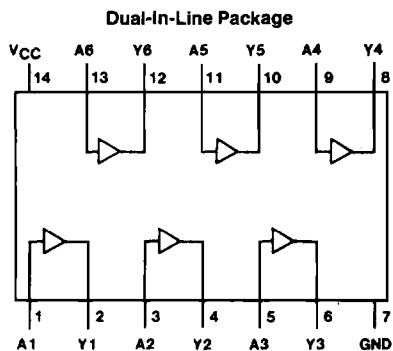 Dual-In-Line Package
VCC A6 Y6 A5 Y5 A4 Y4
14 13 12 11 10 9 8
1 2 3 4 5 6 7
A1 Y1 A2 Y2 A3 Y3 GND